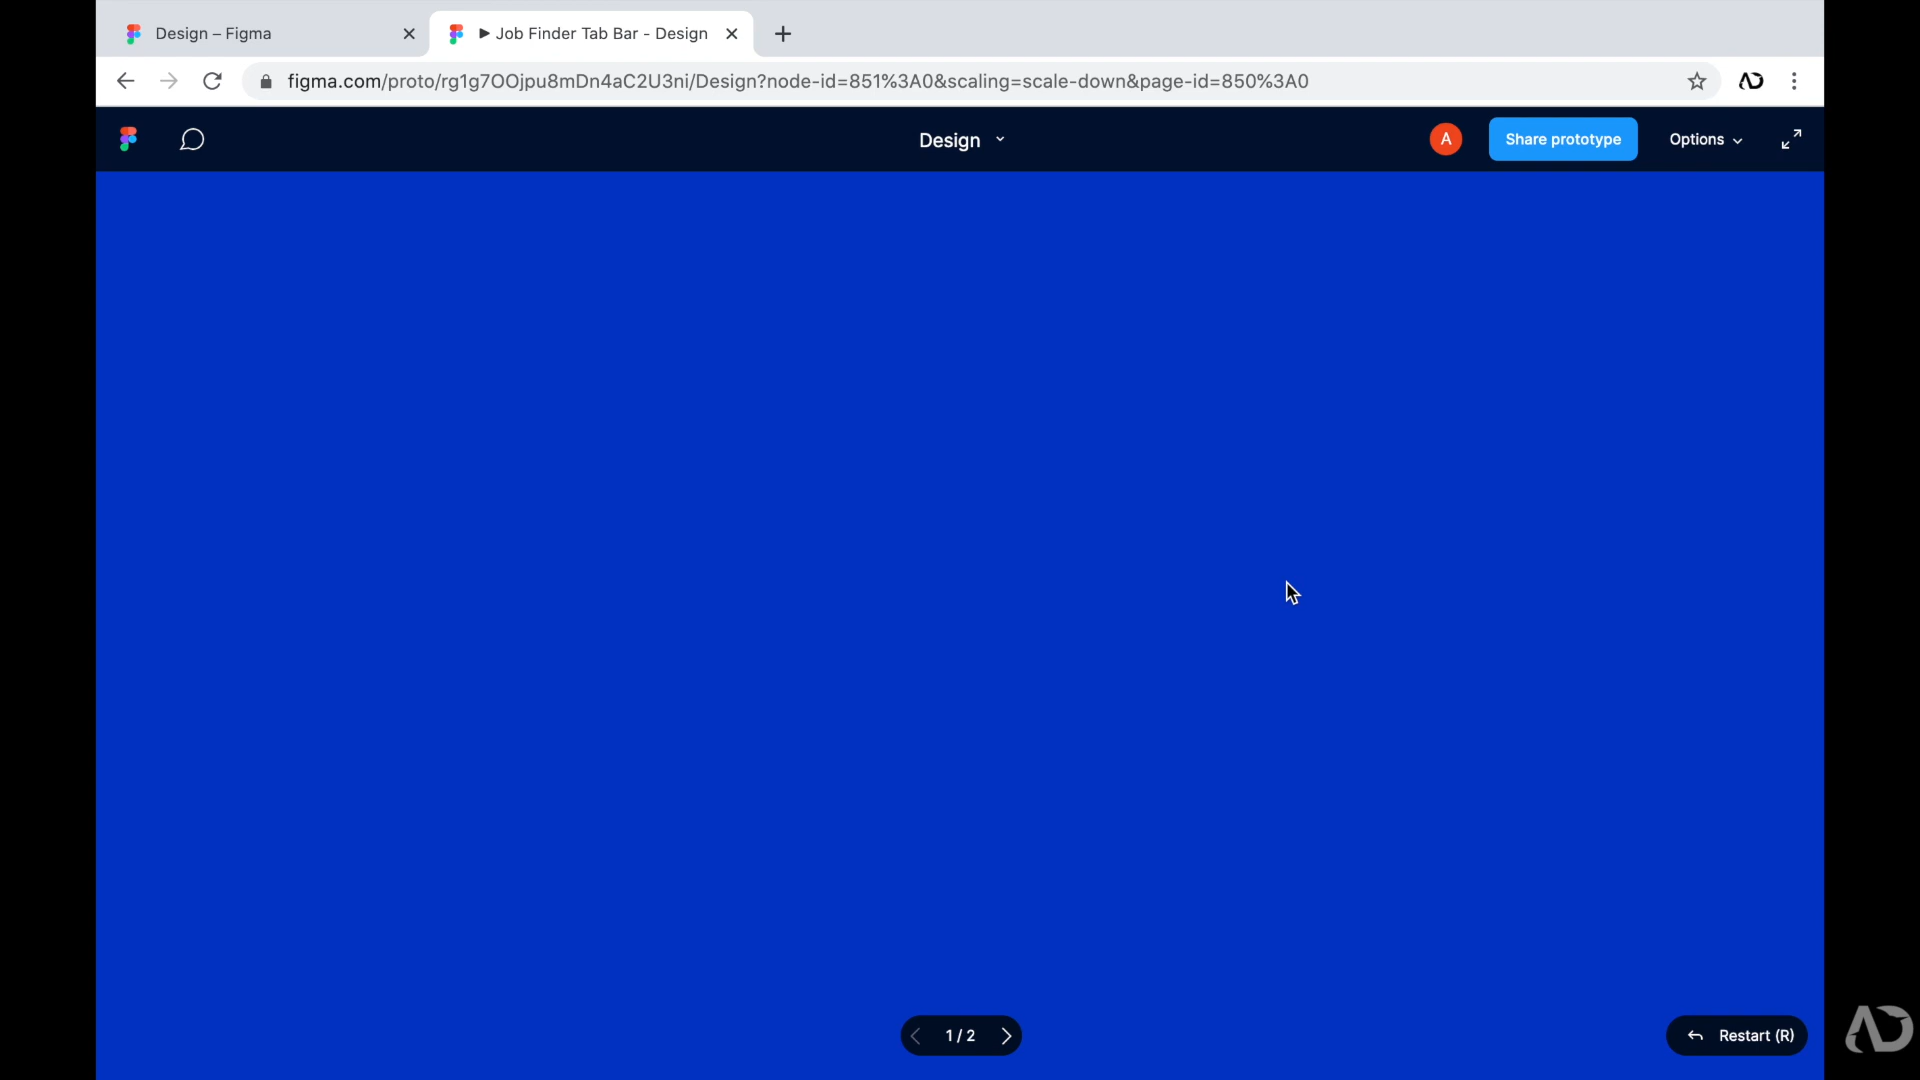 Design – Figma
▶ Job Finder Tab Bar - Design
figma.com/proto/rg1g7OOjpu8mDn4aC2U3ni/Design?node-id=851%3A0&scaling=scale-down&page-id=850%3A0
Design
A
Share prototype
Options
1 / 2
Restart (R)